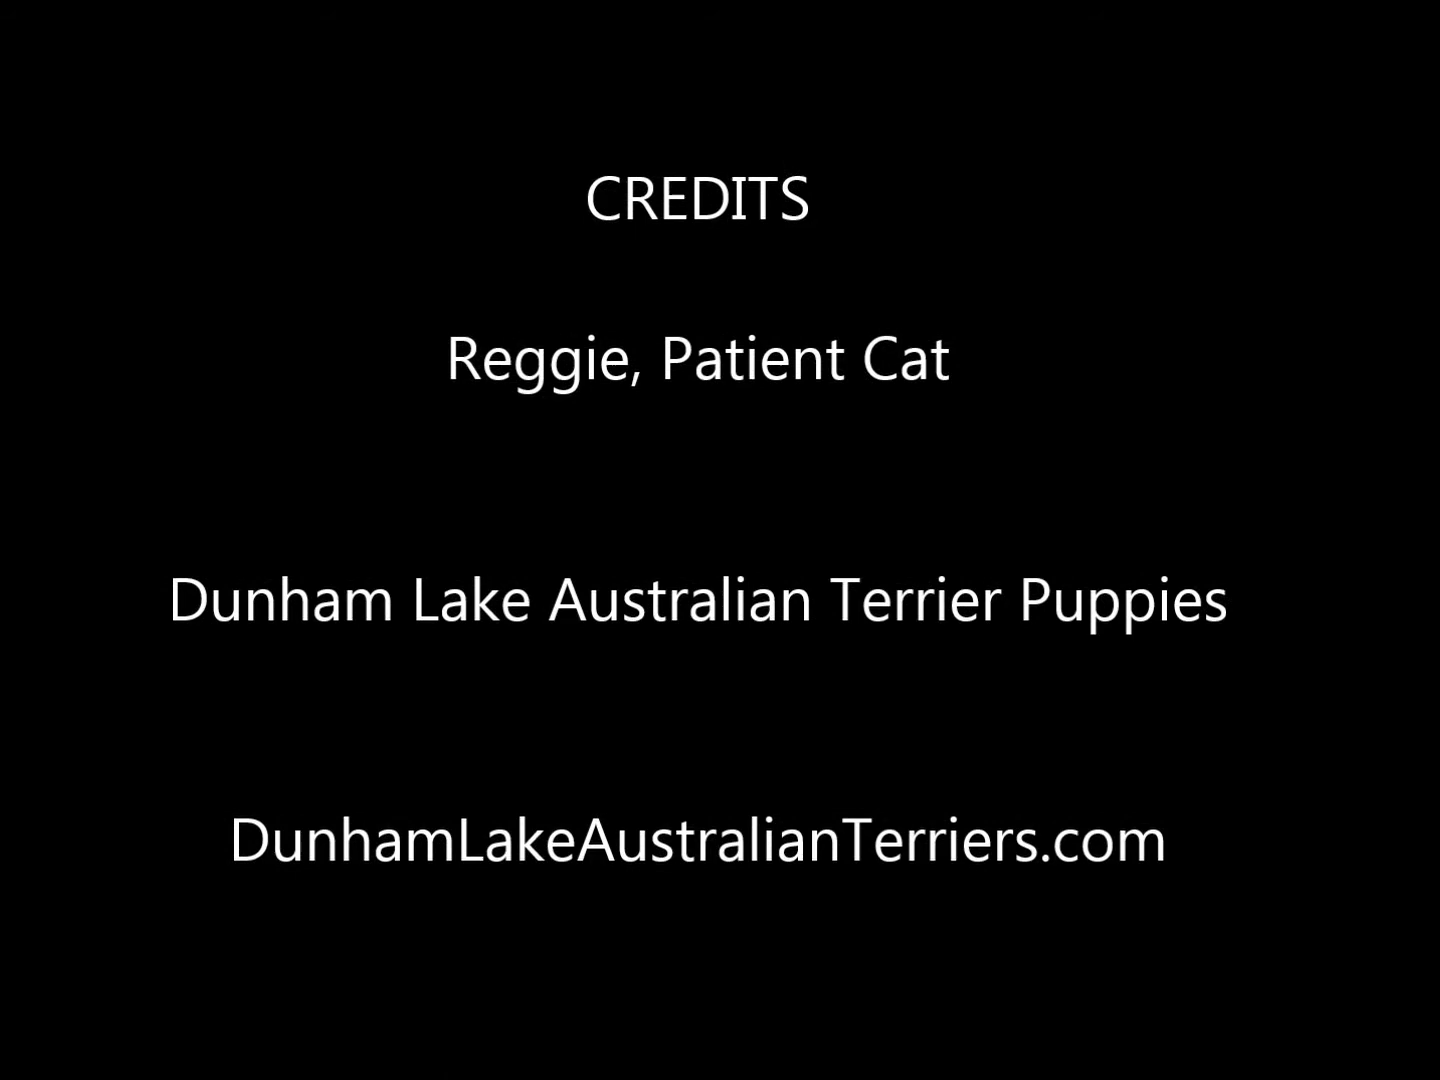 CREDITS
Reggie, Patient Cat
Dunham Lake Australian Terrier Puppies
DunhamLakeAustralianTerriers.com